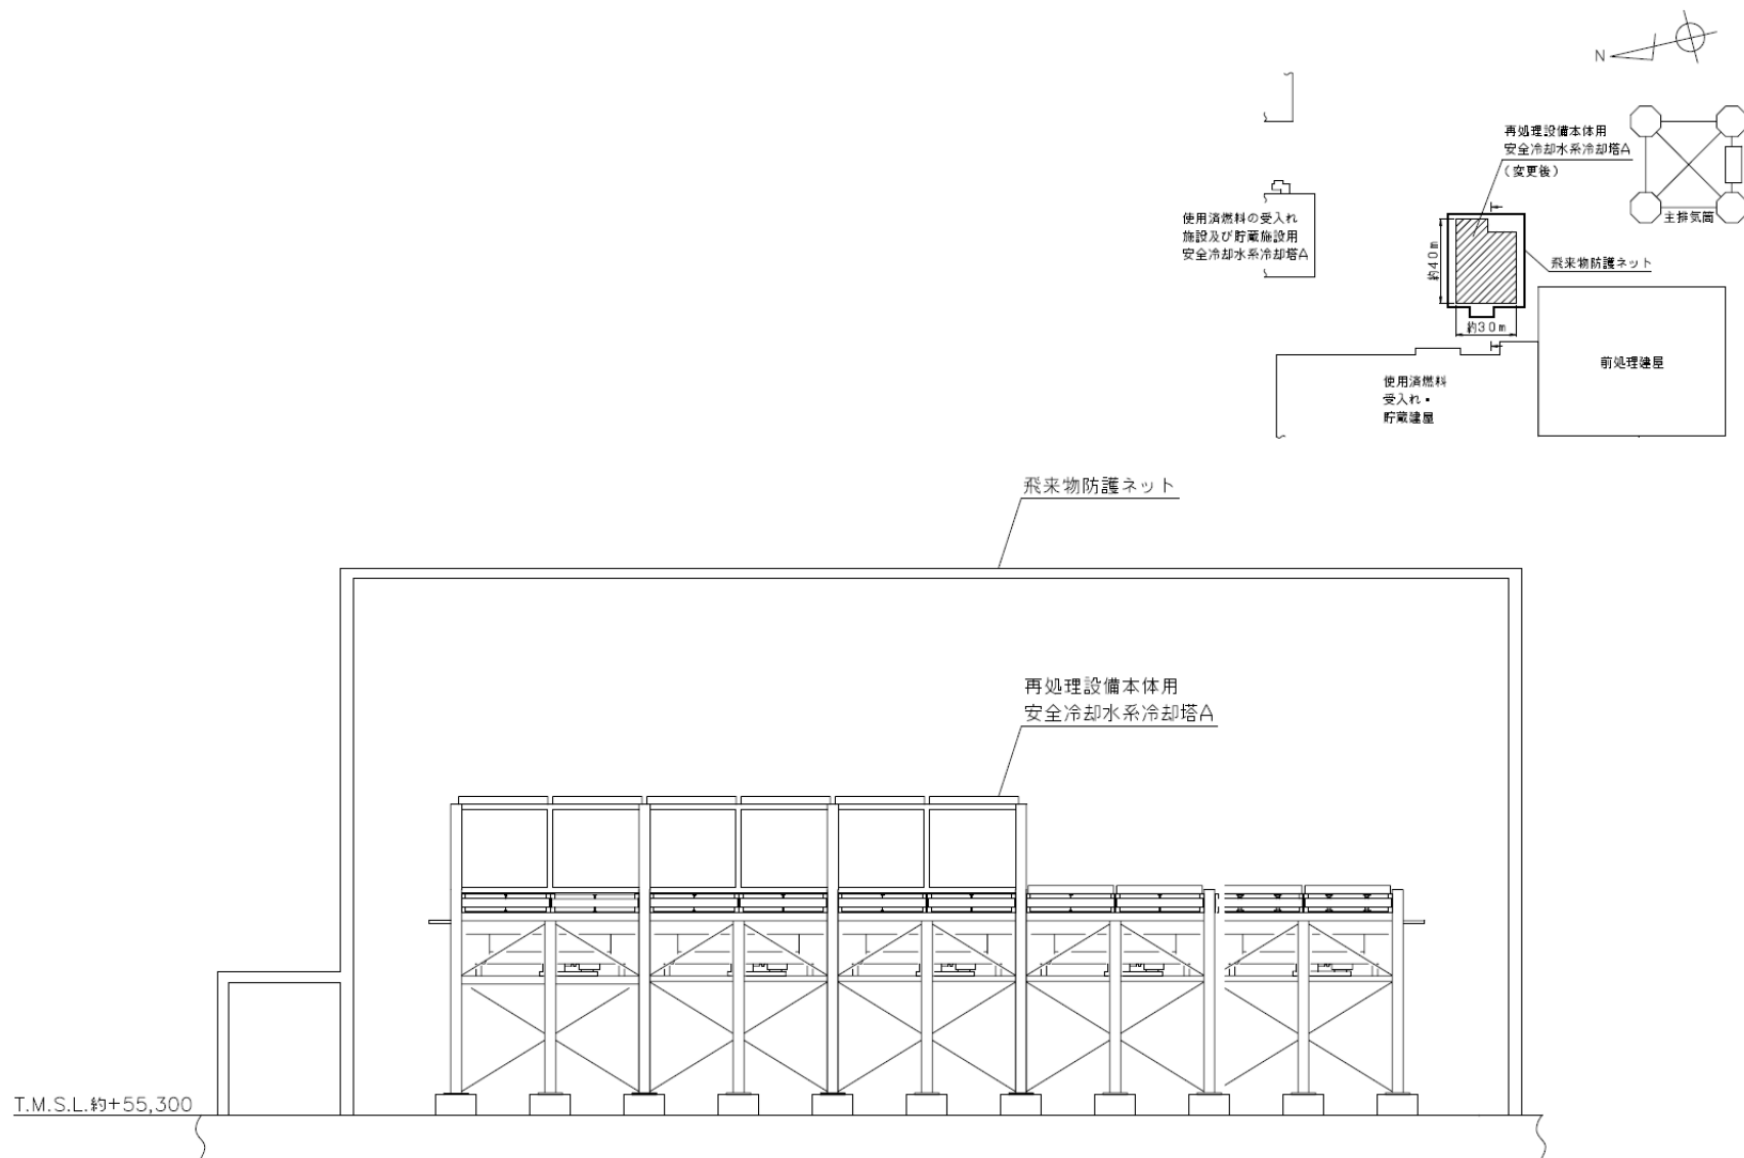 N
再処理設備本体用
安全冷却水系冷却塔A
(変更後)
主排気筒
使用済燃料の受入れ
施設及び貯蔵施設用
安全冷却水系冷却塔A
約40m
飛来物防護ネット
約30m
前処理建屋
使用済燃料
受入れ・
貯蔵建屋
飛来物防護ネット
再処理設備本体用
安全冷却水系冷却塔A
T.M.S.L.約+55,300